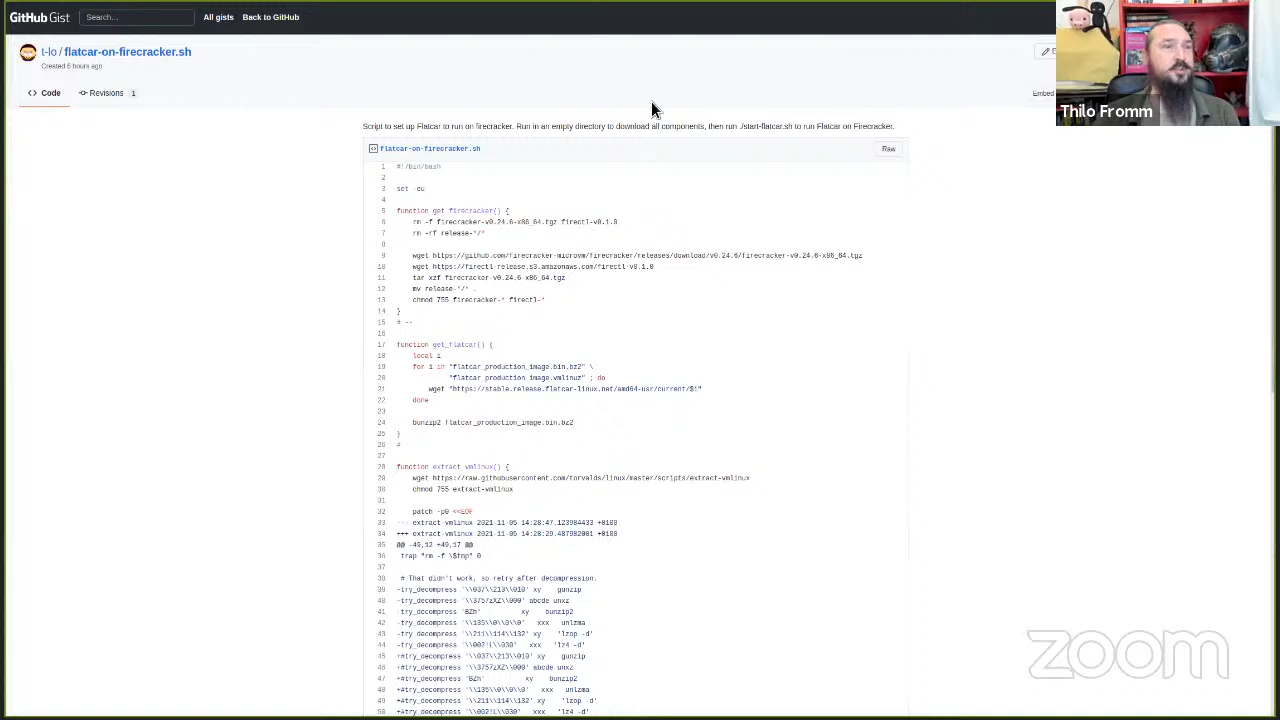 GitHub Gist Search... All gists Back to GitHub
t-lo / flatcar-on-firecracker.sh
Created 6 hours ago
Code Revisions 1
Embed
Thilo Fromm
Script to set up Flatcar to run on firecracker. Run in an empty directory to download all components, then run ./start-flatcar.sh to run Flatcar on Firecracker.
flatcar-on-firecracker.sh
Raw
1 #!/bin/bash
2
3 set -eu
4
5 function get_firecracker() {
6 rm -f firecracker-v0.24.6-x86_64.tgz firectl-v0.1.0
7 rm -rf release-*/*
8
9 wget https://github.com/firecracker-microvm/firecracker/releases/download/v0.24.6/firecracker-v0.24.6-x86_64.tgz
10 wget https://firectl-release.s3.amazonaws.com/firectl-v0.1.0
11 tar xzf firecracker-v0.24.6-x86_64.tgz
12 mv release-*/* .
13 chmod 755 firecracker-* firectl-*
14 }
15 # --
16
17 function get_flatcar() {
18 local i
19 for i in "flatcar_production_image.bin.bz2" \
20 "flatcar_production_image.vmlinuz" ; do
21 wget "https://stable.release.flatcar-linux.net/amd64-usr/current/$i"
22 done
23
24 bunzip2 flatcar_production_image.bin.bz2
25 }
26 #
27
28 function extract_vmlinux() {
29 wget https://raw.githubusercontent.com/torvalds/linux/master/scripts/extract-vmlinux
30 chmod 755 extract-vmlinux
31
32 patch -p0 <<EOF
33 --- extract-vmlinux 2021-11-05 14:28:47.123984433 +0100
34 +++ extract-vmlinux 2021-11-05 14:28:29.487982001 +0100
35 @@ -49,12 +49,17 @@
36 trap "rm -f \$tmp" 0
37
38 # That didn't work, so retry after decompression.
39 -try_decompress '\\037\\213\\010' xy gunzip
40 -try_decompress '\\3757zXZ\\000' abcde unxz
41 -try_decompress 'BZh' xy bunzip2
42 -try_decompress '\\135\\0\\0\\0' xxx unlzma
43 -try_decompress '\\211\\114\\132' xy 'lzop -d'
44 -try_decompress '\\002!L\\030' xxx 'lz4 -d'
45 +#try_decompress '\\037\\213\\010' xy gunzip
46 +#try_decompress '\\3757zXZ\\000' abcde unxz
47 +#try_decompress 'BZh' xy bunzip2
48 +#try_decompress '\\135\\0\\0\\0' xxx unlzma
49 +#try_decompress '\\211\\114\\132' xy 'lzop -d'
50 +#try_decompress '\\002!L\\030' xxx 'lz4 -d'
zoom